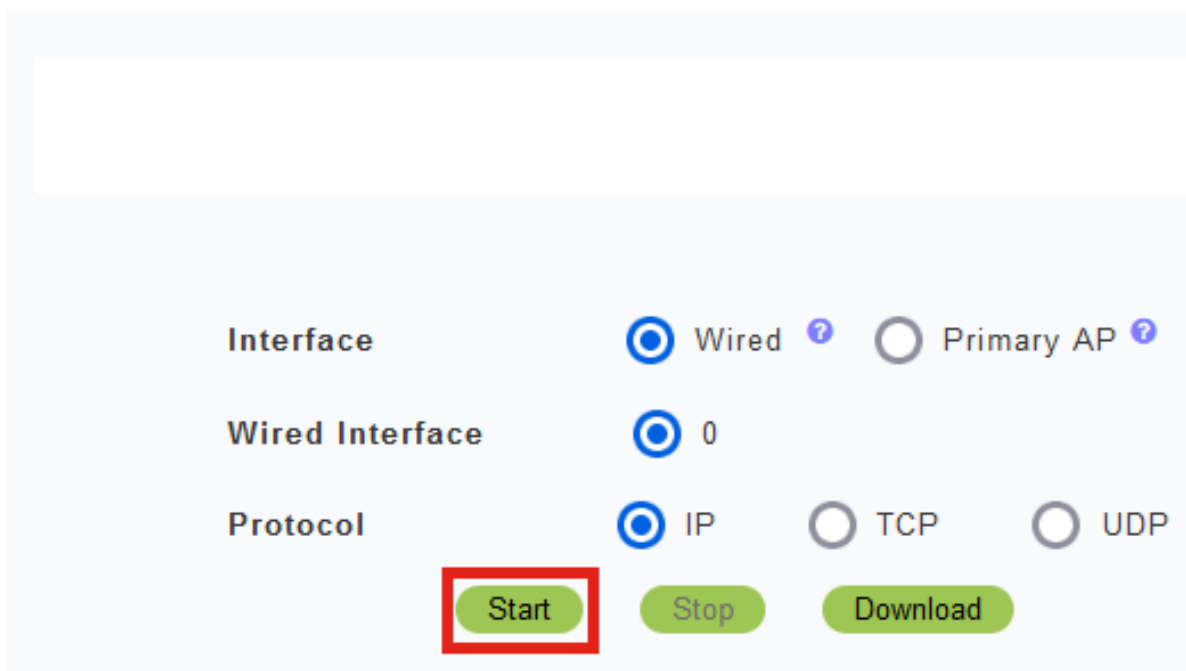 Interface Wired ? Primary AP ?
Wired Interface 0
Protocol IP TCP UDP
Start Stop Download